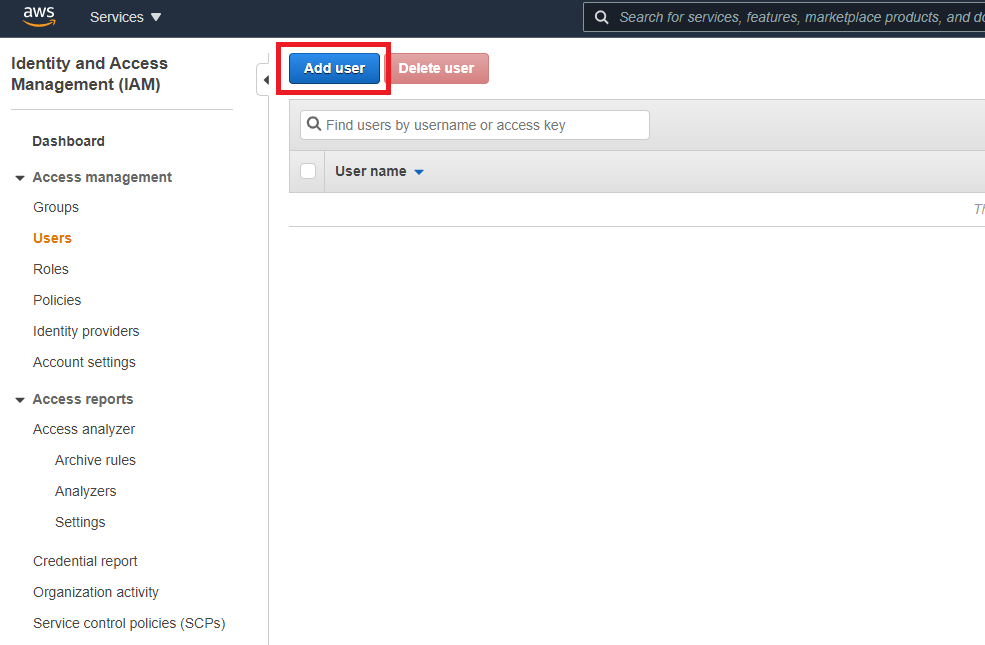 aws
Services
Search for services, features, marketplace products, and
Identity and Access
Management (IAM)
Add user
Delete user
Find users by username or access key
Dashboard
User name
Access management
Groups
Users
Roles
Policies
Identity providers
Account settings
Access reports
Access analyzer
Archive rules
Analyzers
Settings
Credential report
Organization activity
Service control policies (SCPs)